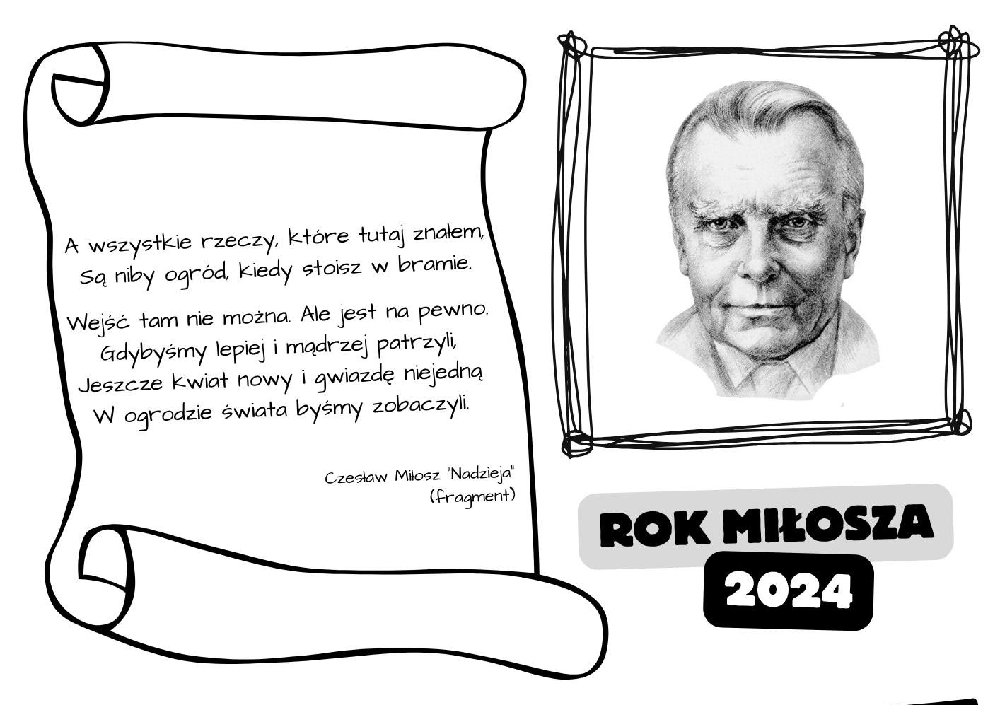 A wszystkie rzeczy, które tutaj znałem,
Są niby ogród, kiedy stoisz w bramie.
Wejść tam nie można. Ale jest na pewno.
Gdybyśmy lepiej i mądrzej patrzyli,
Jeszcze kwiat nowy i gwiazdę niejedną
W ogrodzie świata byśmy zobaczyli.
Czesław Miłosz "Nadzieja"
(fragment)
ROK MIŁOSZA
2024